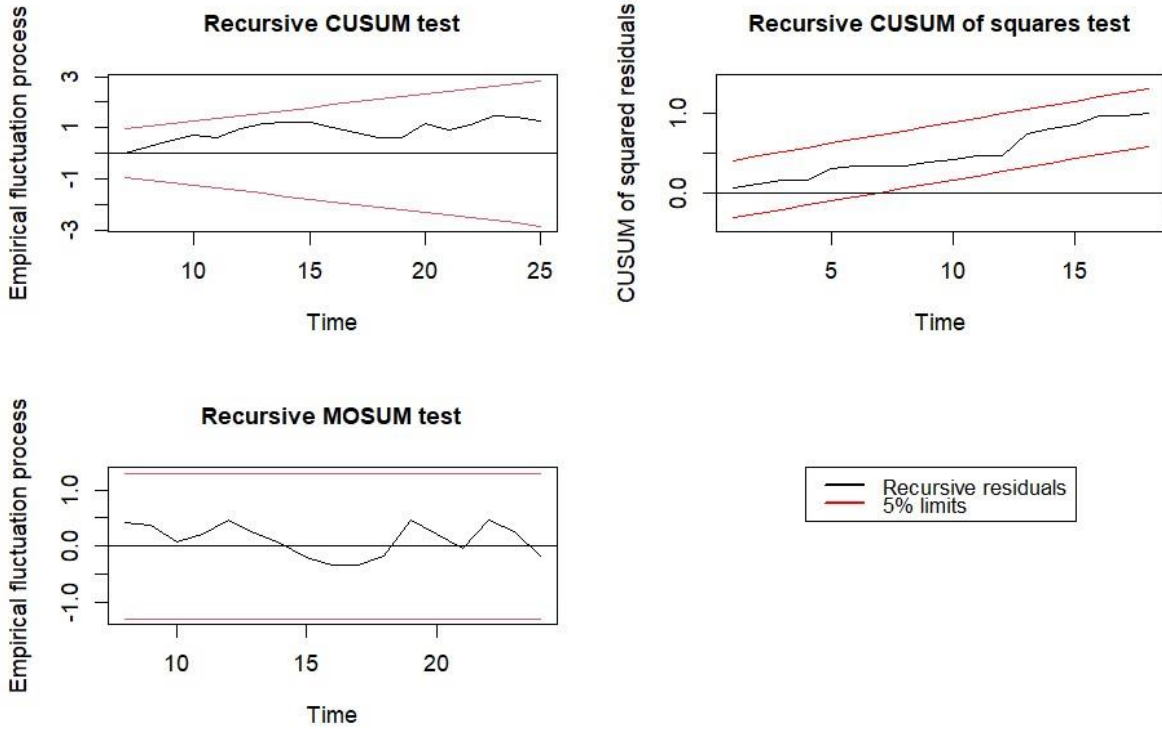 Recursive CUSUM test
Empirical fluctuation process
3
1
-1
-3
10 15 20 25
Time
Recursive CUSUM of squares test
CUSUM of squared residuals
1.0
0.0
5 10 15
Time
Recursive MOSUM test
Empirical fluctuation process
1.0
0.0
-1.0
10 15 20
Time
Recursive residuals
5% limits